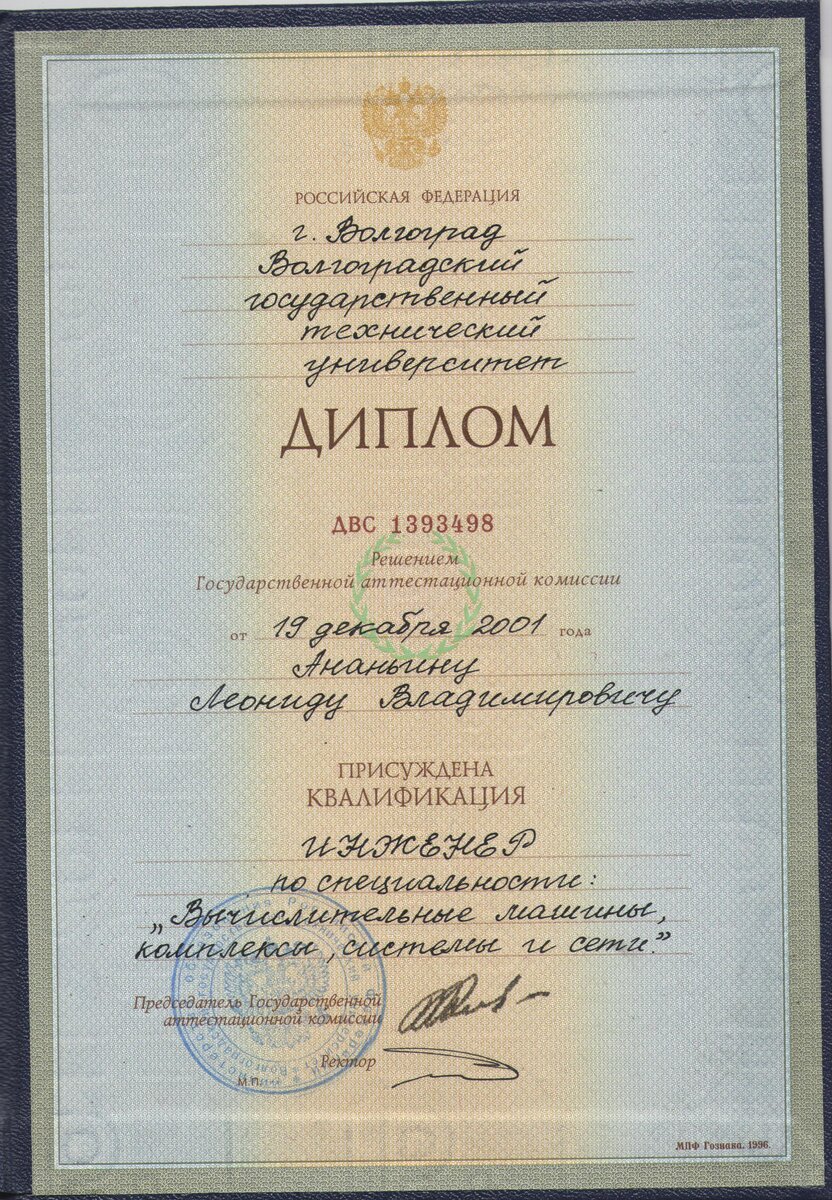 РОССИЙСКАЯ ФЕДЕРАЦИЯ
г. Волгоград
Волгоградский
государственный
технический
университет
ДИПЛОМ
ДВС 1393498
Решением
Государственной аттестационной комиссии
от 19 декабря 2001 года
Ананьину
Леониду Владимировичу
ПРИСУЖДЕНА
КВАЛИФИКАЦИЯ
ИНЖЕНЕР
по специальности:
„Вычислительные машины,
комплексы, системы и сети."
Председатель Государственной
аттестационной комиссии
Ректор
М.П.
МПФ Гознака. 1996.